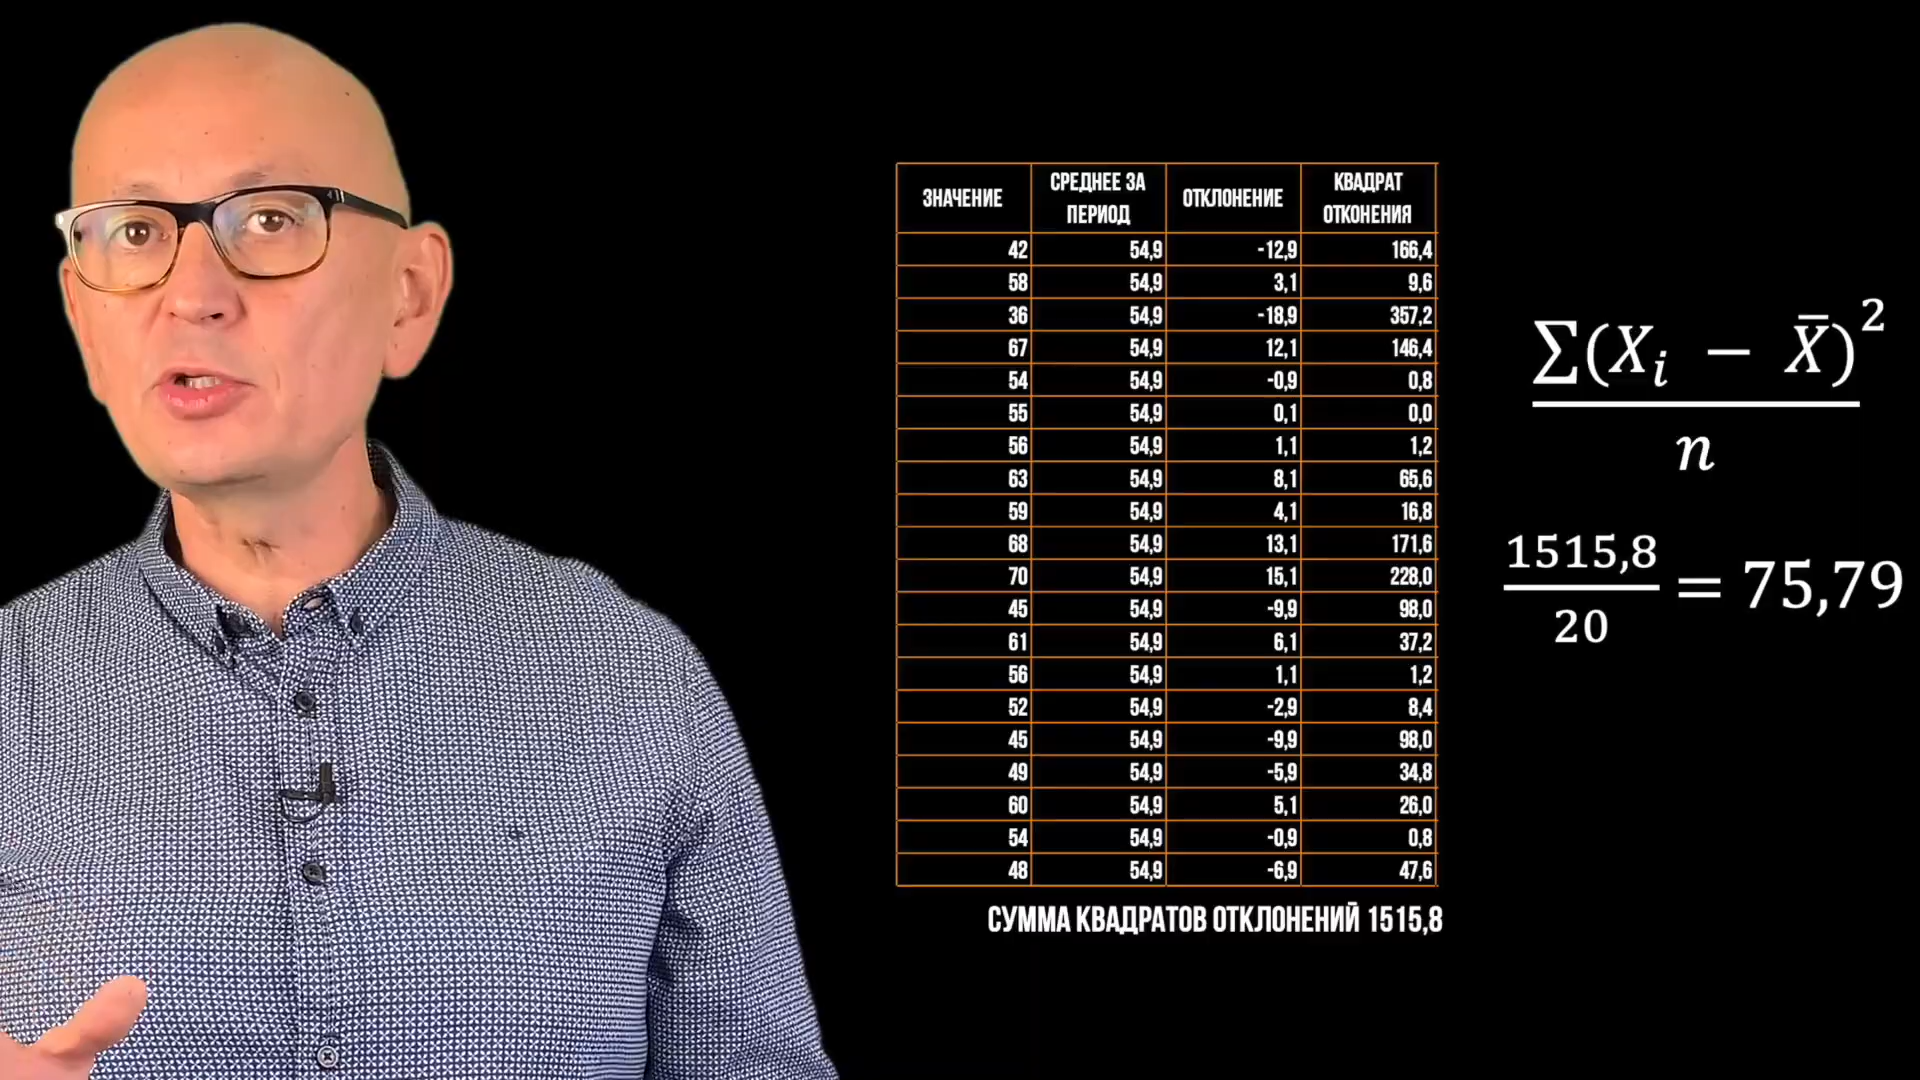 ЗНАЧЕНИЕ СРЕДНЕЕ ЗА ПЕРИОД ОТКЛОНЕНИЕ КВАДРАТ ОТКОНЕНИЯ
42 54,9 -12,9 166,4
58 54,9 3,1 9,6
36 54,9 -18,9 357,2
67 54,9 12,1 146,4
54 54,9 -0,9 0,8
55 54,9 0,1 0,0
56 54,9 1,1 1,2
63 54,9 8,1 65,6
59 54,9 4,1 16,8
68 54,9 13,1 171,6
70 54,9 15,1 228,0
45 54,9 -9,9 98,0
61 54,9 6,1 37,2
56 54,9 1,1 1,2
52 54,9 -2,9 8,4
45 54,9 -9,9 98,0
49 54,9 -5,9 34,8
60 54,9 5,1 26,0
54 54,9 -0,9 0,8
48 54,9 -6,9 47,6
СУММА КВАДРАТОВ ОТКЛОНЕНИЙ 1515,8
∑(Xᵢ − X̄)²
n
1515,8
20
= 75,79